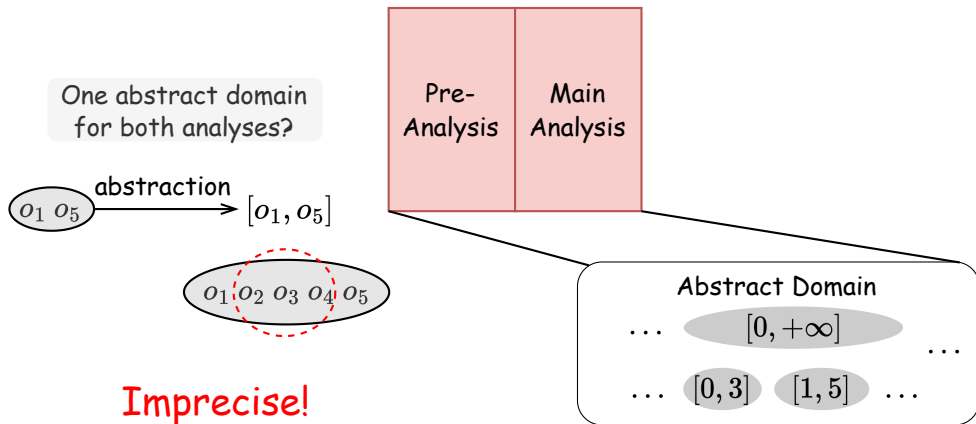 One abstract domain
for both analyses?
Pre-
Analysis
Main
Analysis
abstraction
o₁ o₅
[o₁, o₅]
o₁ o₂ o₃ o₄ o₅
Imprecise!
Abstract Domain
... [0, +∞] ...
... [0, 3] [1, 5] ...